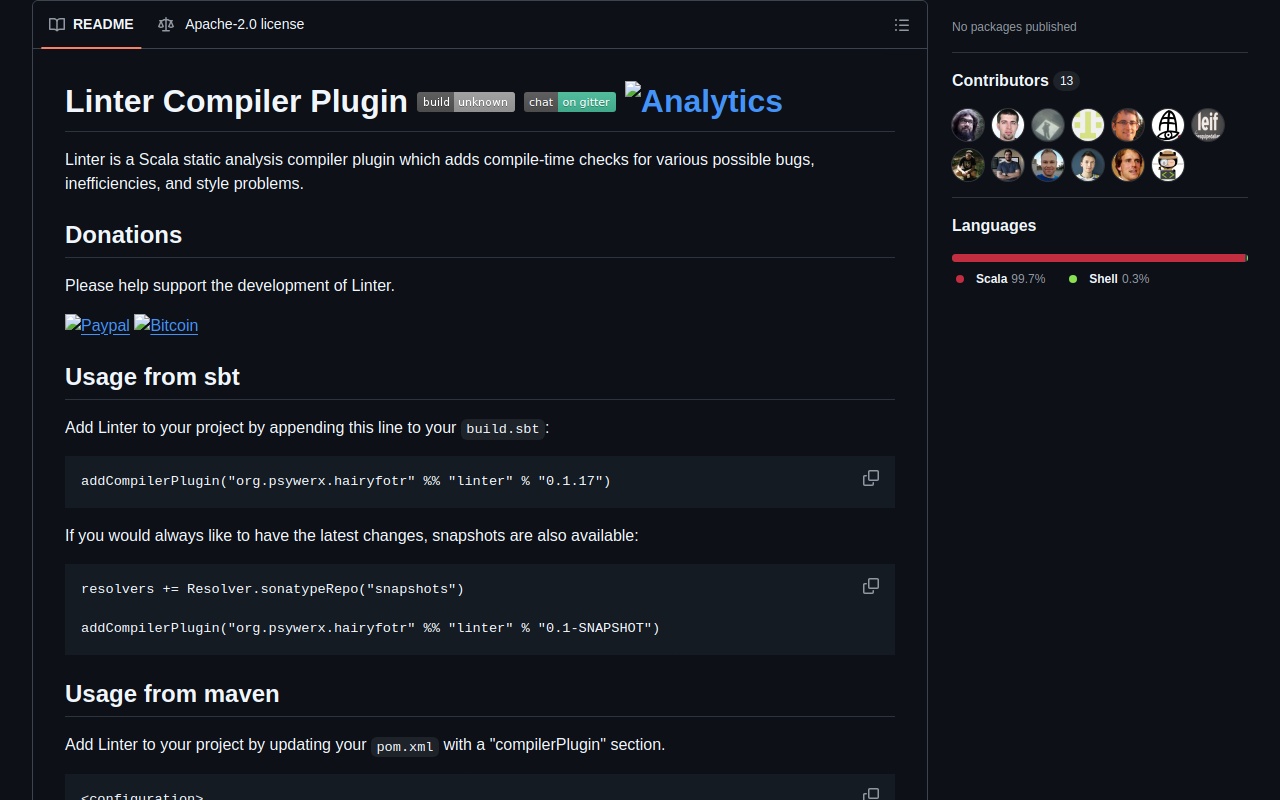 README
Apache-2.0 license
Linter Compiler Plugin build unknown chat on gitter Analytics
Linter is a Scala static analysis compiler plugin which adds compile-time checks for various possible bugs,
inefficiencies, and style problems.
Donations
Please help support the development of Linter.
Paypal Bitcoin
Usage from sbt
Add Linter to your project by appending this line to your build.sbt:
addCompilerPlugin("org.psywerx.hairyfotr" %% "linter" % "0.1.17")
If you would always like to have the latest changes, snapshots are also available:
resolvers += Resolver.sonatypeRepo("snapshots")
addCompilerPlugin("org.psywerx.hairyfotr" %% "linter" % "0.1-SNAPSHOT")
Usage from maven
Add Linter to your project by updating your pom.xml with a "compilerPlugin" section.
<configuration>
No packages published
Contributors 13
leif
Languages
Scala 99.7% Shell 0.3%